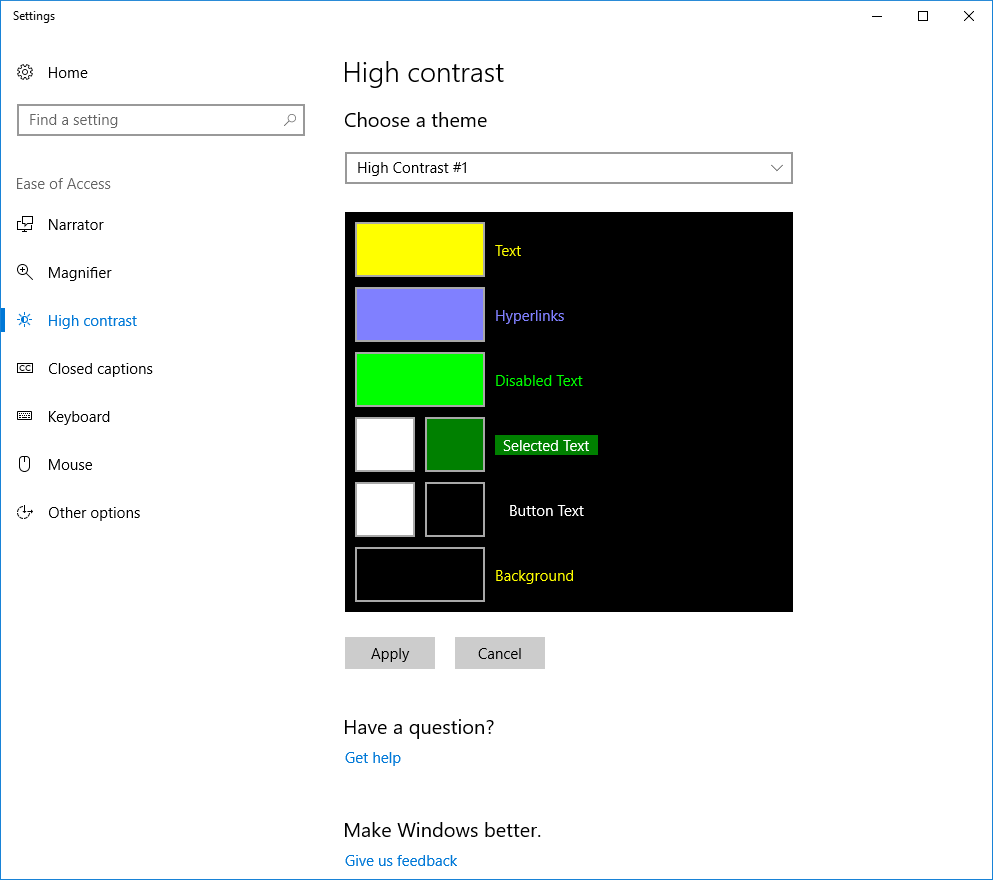 Settings
Home
Find a setting
Ease of Access
Narrator
Magnifier
High contrast
Closed captions
Keyboard
Mouse
Other options
High contrast
Choose a theme
High Contrast #1
Text
Hyperlinks
Disabled Text
Selected Text
Button Text
Background
Apply
Cancel
Have a question?
Get help
Make Windows better.
Give us feedback